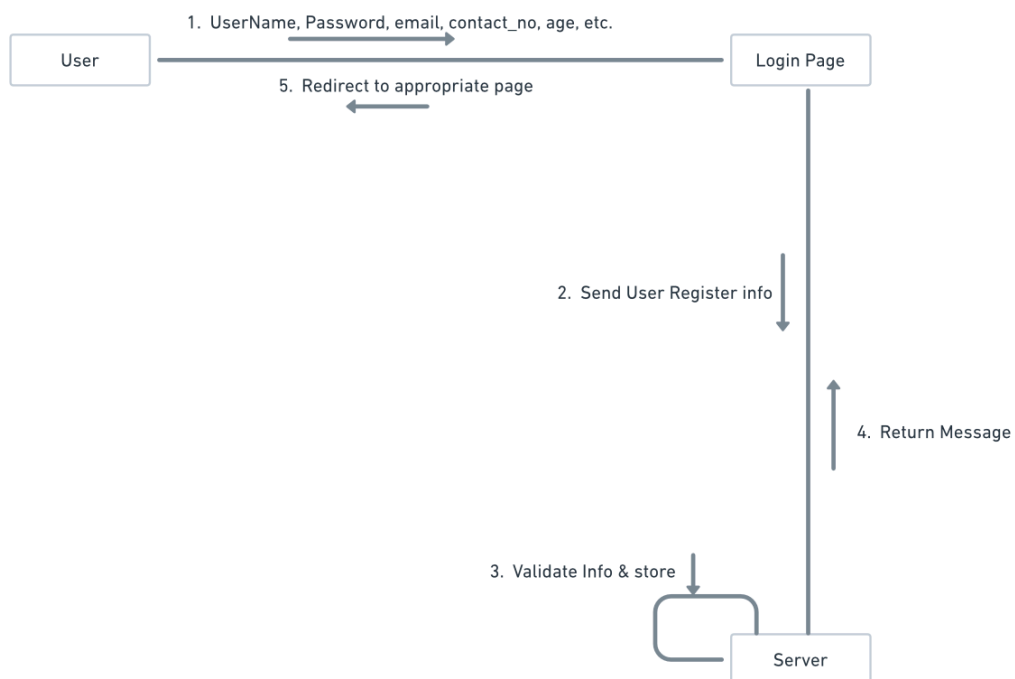 1. UserName, Password, email, contact_no, age, etc.
User
Login Page
5. Redirect to appropriate page
2. Send User Register info
4. Return Message
3. Validate Info & store
Server